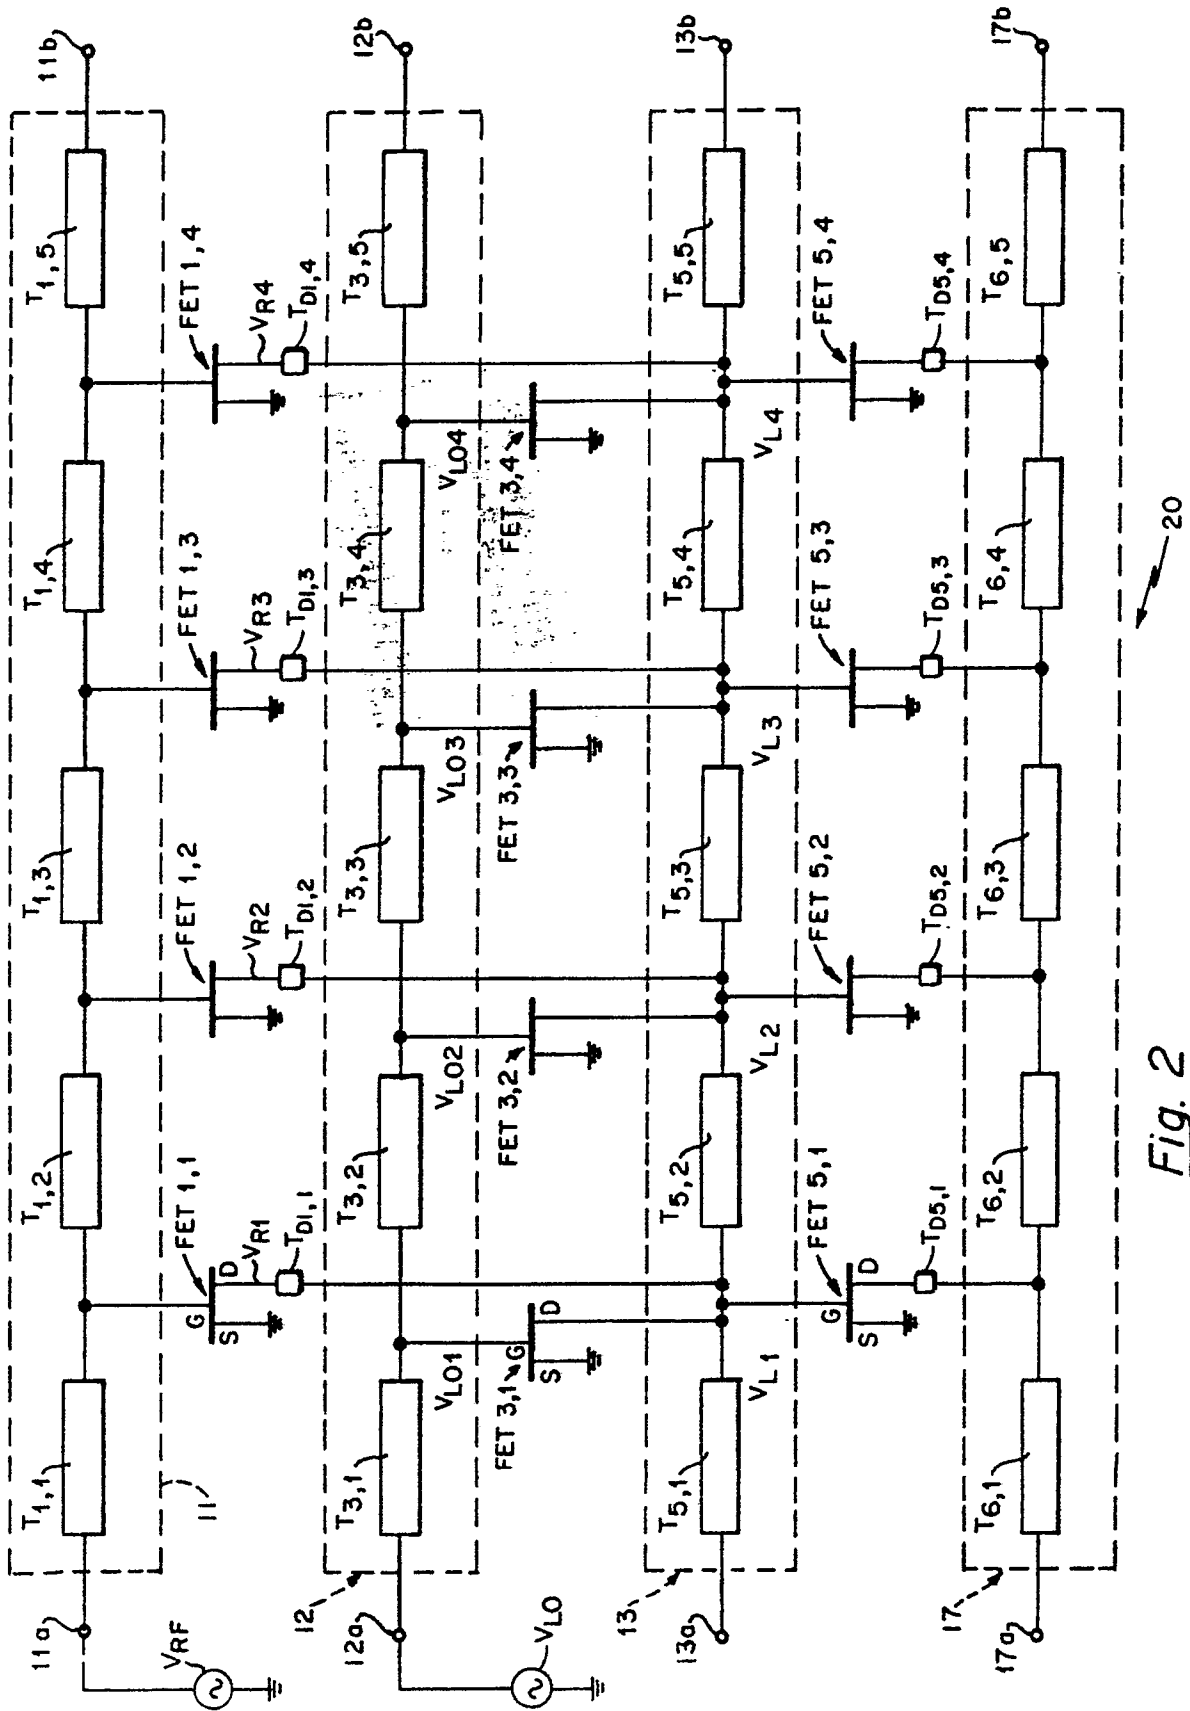 11a
VRF
11
T1,1
T1,2
T1,3
T1,4
T1,5
11b
FET 1,1
G
D
S
VR1
TD1,1
FET 1,2
VR2
TD1,2
FET 1,3
VR3
TD1,3
FET 1,4
VR4
TD1,4
12a
VLO
12
T3,1
T3,2
T3,3
T3,4
T3,5
12b
VLO1
VLO2
VLO3
VLO4
FET 3,1
G
D
S
FET 3,2
FET 3,3
FET 3,4
13a
13
T5,1
T5,2
T5,3
T5,4
T5,5
13b
VL1
VL2
VL3
VL4
FET 5,1
G
D
S
TD5,1
FET 5,2
TD5,2
FET 5,3
TD5,3
FET 5,4
TD5,4
17a
17
T6,1
T6,2
T6,3
T6,4
T6,5
17b
20
Fig. 2